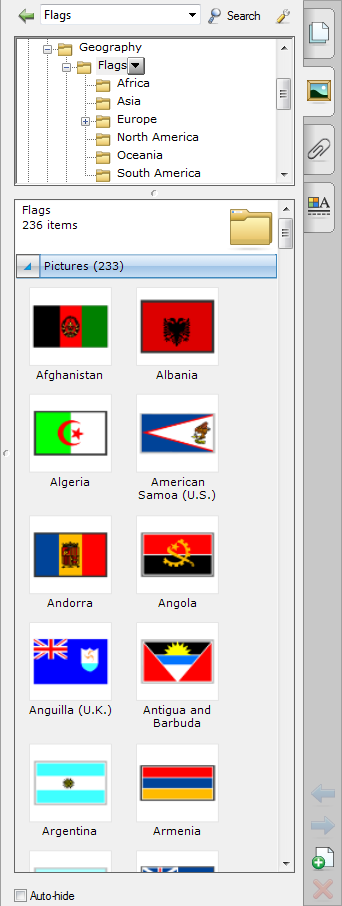 Flags
Search
Geography
Flags
Africa
Asia
Europe
North America
Oceania
South America
Flags
236 items
Pictures (233)
Afghanistan
Albania
Algeria
American
Samoa (U.S.)
Andorra
Angola
Anguilla (U.K.)
Antigua and
Barbuda
Argentina
Armenia
Auto-hide